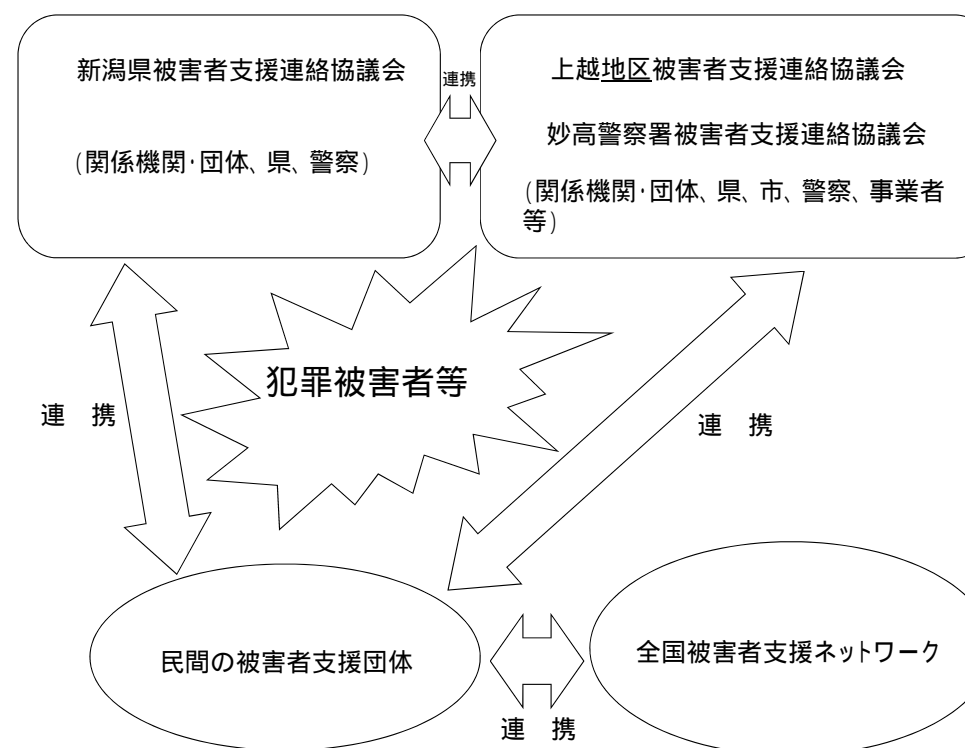 新潟県被害者支援連絡協議会
(関係機関・団体、県、警察)
連携
上越地区被害者支援連絡協議会
妙高警察署被害者支援連絡協議会
(関係機関・団体、県、市、警察、事業者
等)
犯罪被害者等
連 携
連 携
民間の被害者支援団体
連 携
全国被害者支援ネットワーク